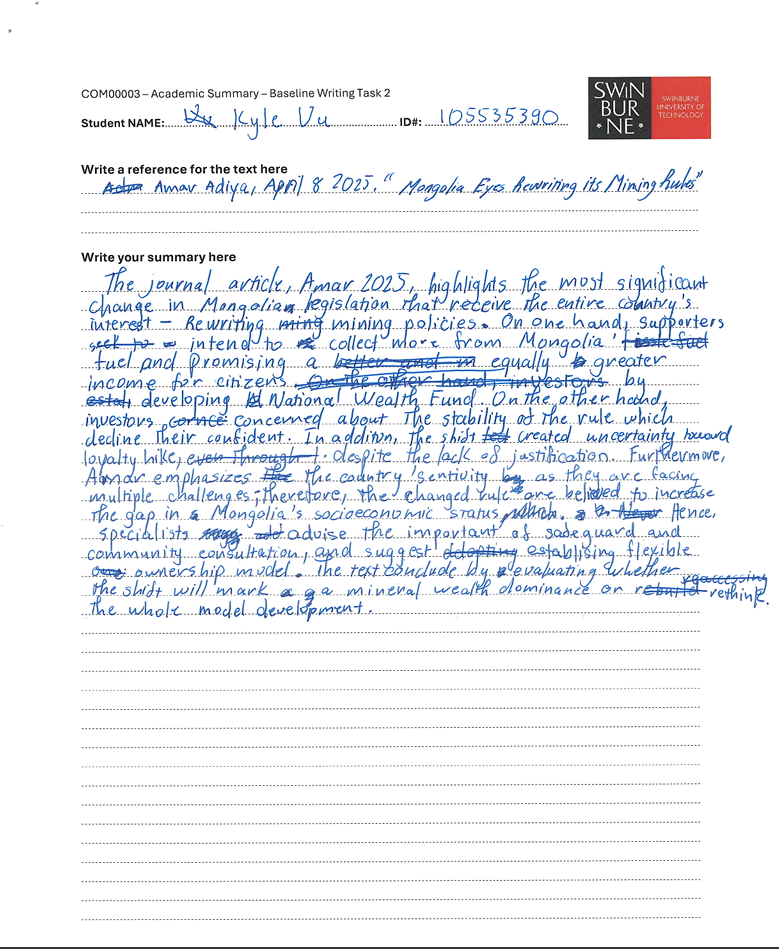 COM00003 – Academic Summary – Baseline Writing Task 2
SWIN
BUR
NE
SWINBURNE
UNIVERSITY OF
TECHNOLOGY
Student NAME: Kyle Vu ID#: 105535390
Write a reference for the text here
Amar Adiya, April 8 2025. "Mongolia Eyes Rewriting its Mining Rules"
Write your summary here
The journal article, Amar 2025, highlights the most significant
change in Mongolian legislation that receive the entire country's
interest – Rewriting mining policies. On one hand, supporters
intend to collect more from Mongolia'
fuel and promising a equally greater
income for citizens by
developing National Wealth Fund. On the other hand,
investors concerned about the stability of the rule which
decline their confident. In addition, the shift created uncertainty toward
loyalty hike, despite the lack of justification. Furthermore,
Amar emphasizes the country 'sentivity as they are facing
multiple challenges; therefore, the changed rule are believed to increase
the gap in Mongolia's socioeconomic status, Hence,
specialists advise the important of safeguard and
community consultation, and suggest establising flexible
ownership model. The text conclude by evaluating whether
the shift will mark a mineral wealth dominance or rethink.
the whole model development.